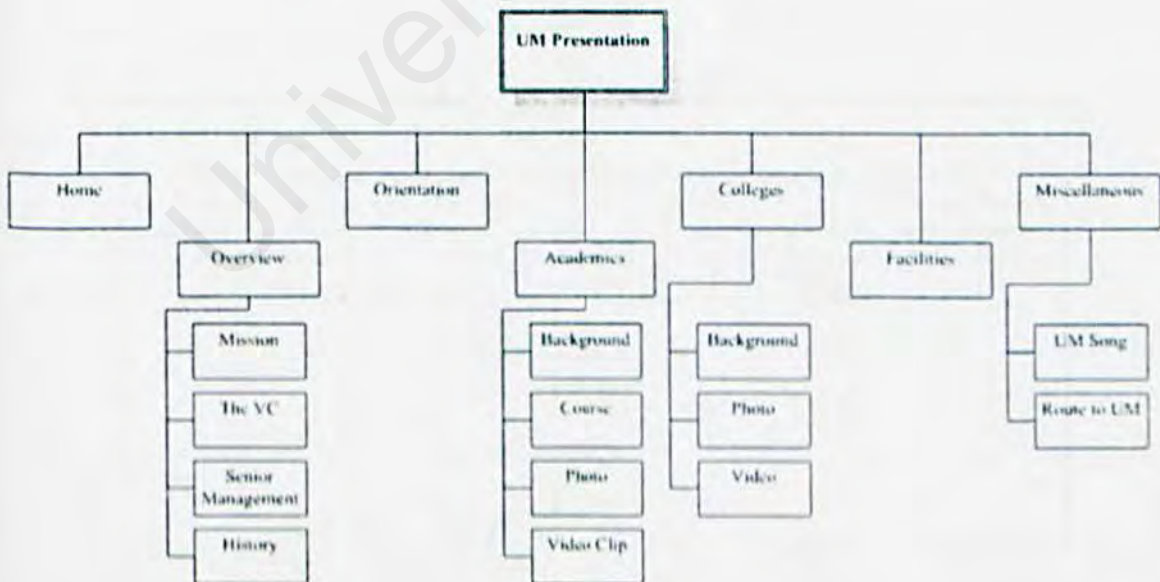 UM Presentation
Home
Orientation
Colleges
Miscellaneous
Overview
Academics
Facilities
Mission
Background
Background
UM Song
The VC
Course
Photo
Route to UM
Senior
Management
Photo
Video
History
Video Clip
Univer